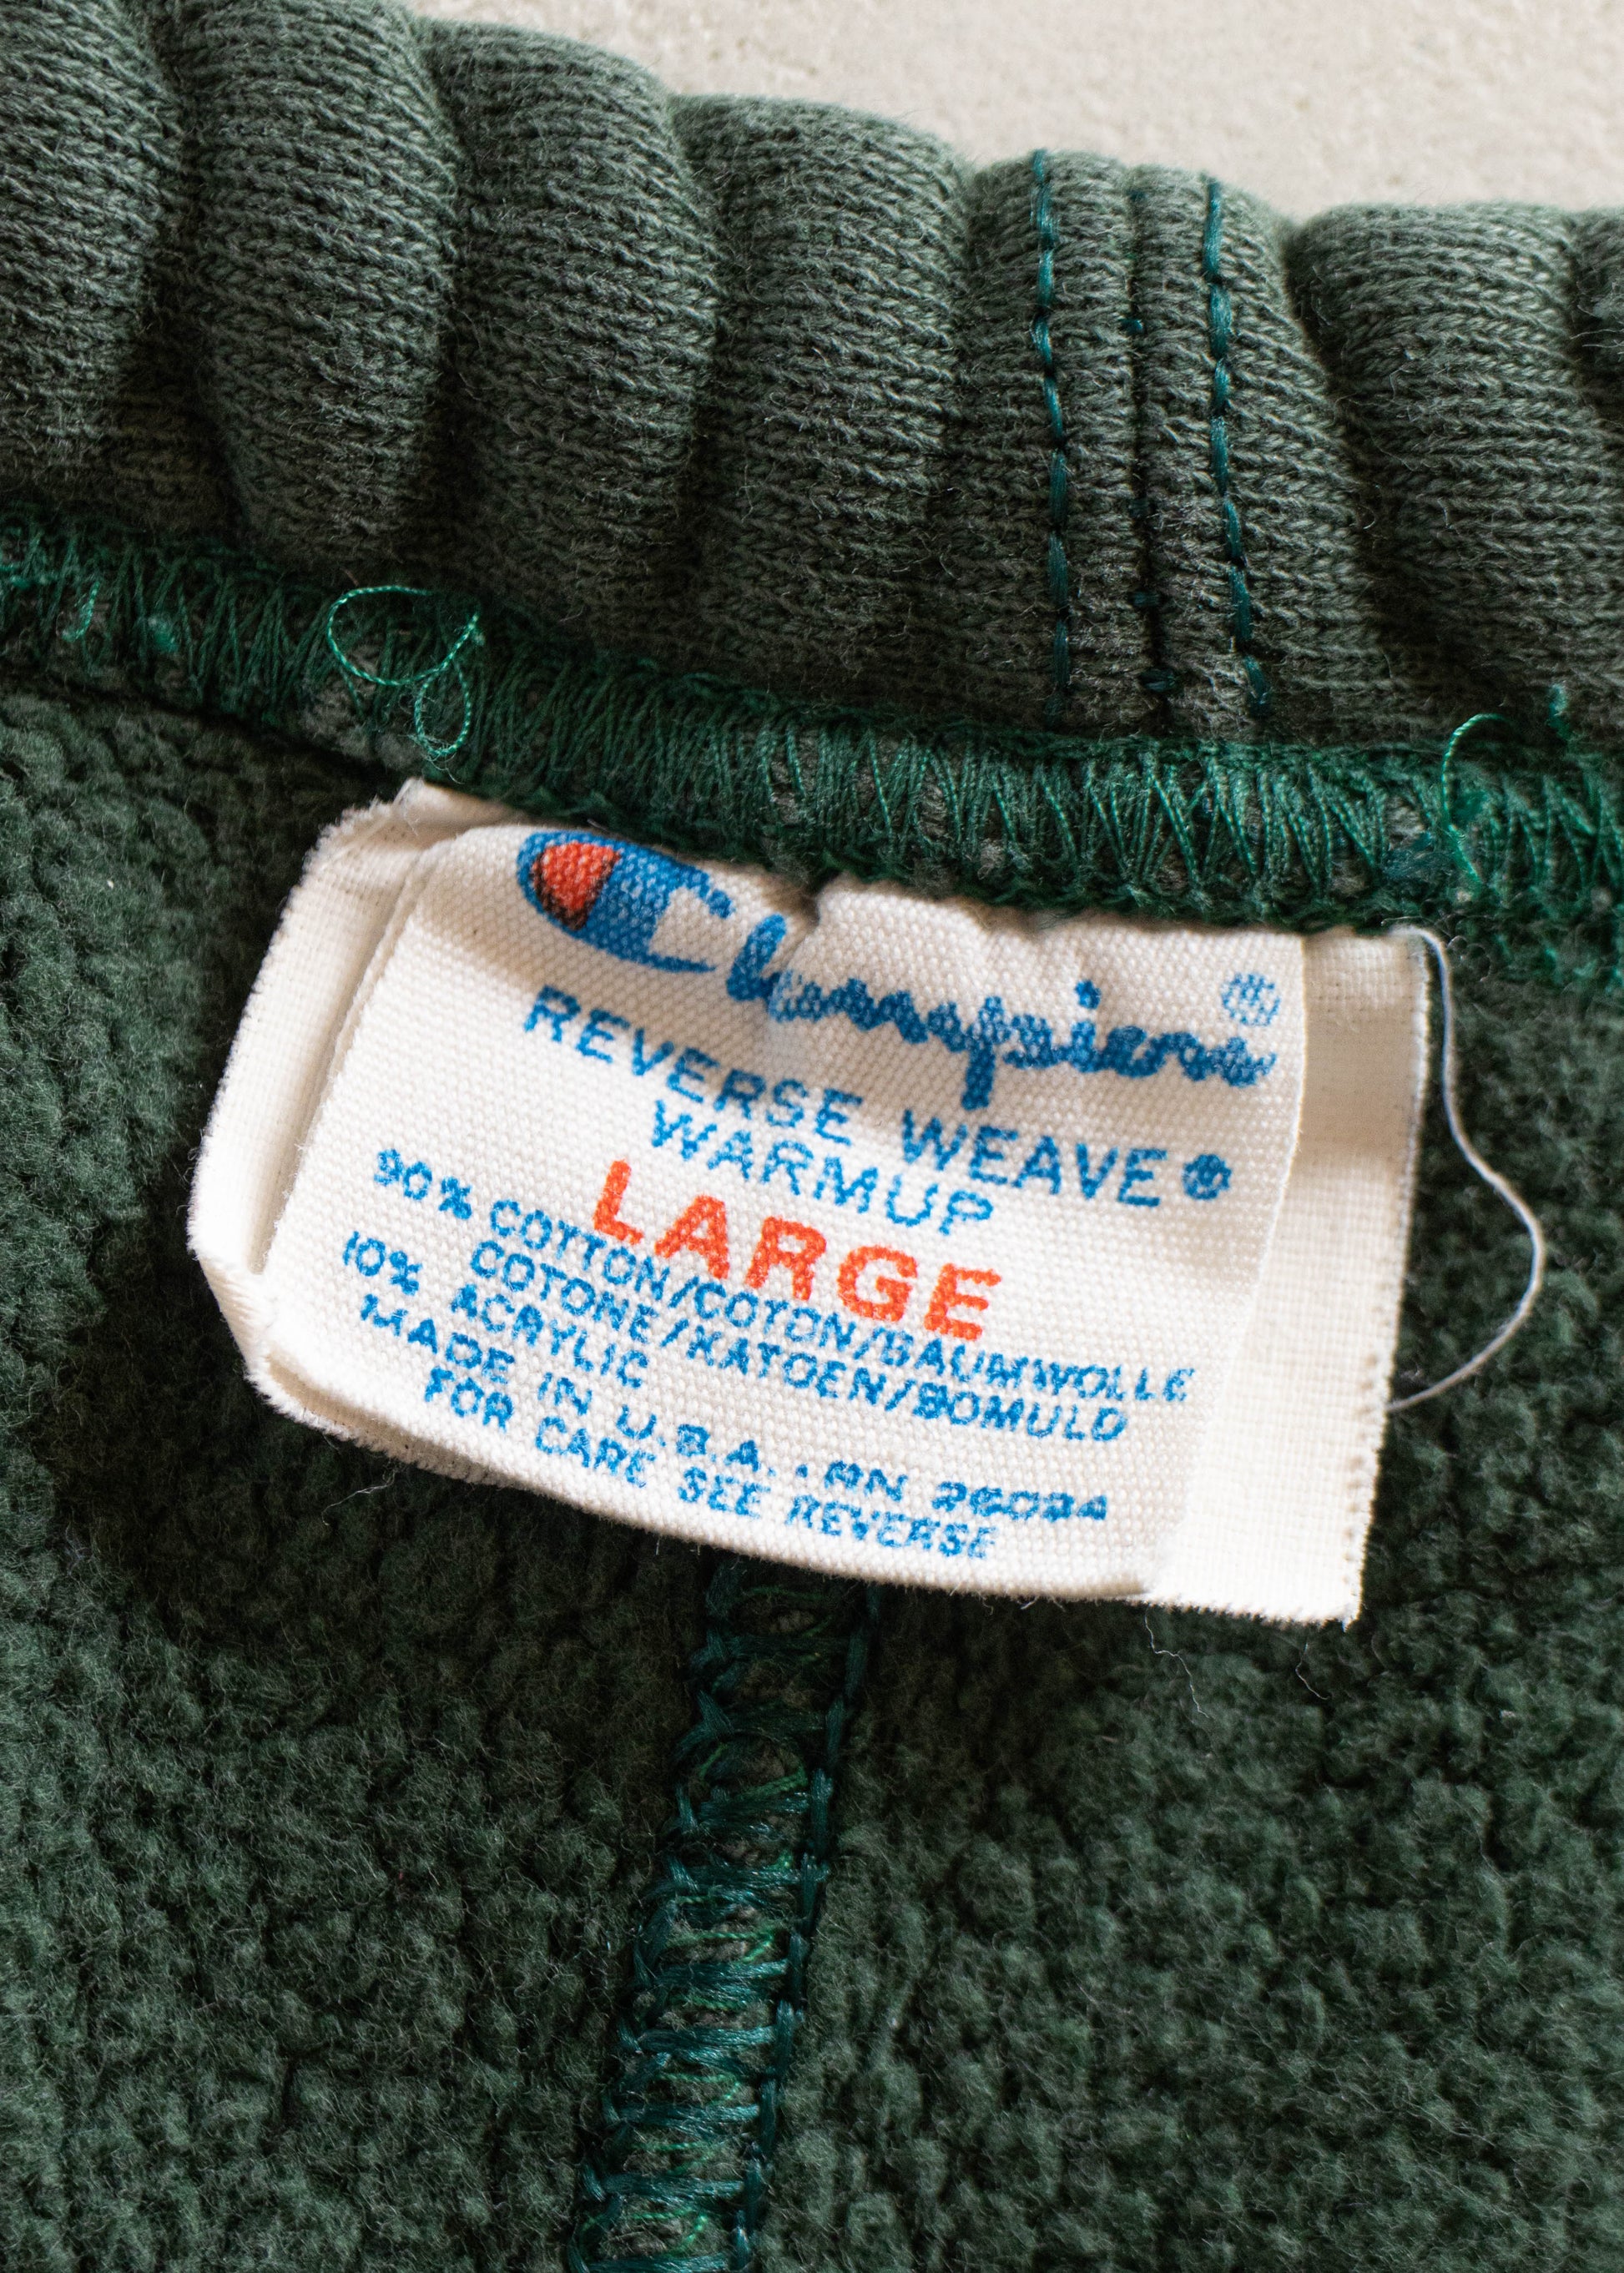 Champion®
REVERSE WEAVE®
WARMUP
LARGE
90% COTTON/COTON/BAUMWOLLE
COTONE/KATOEN/BOMULD
10% ACRYLIC
MADE IN U.S.A. . RN 26094
FOR CARE SEE REVERSE